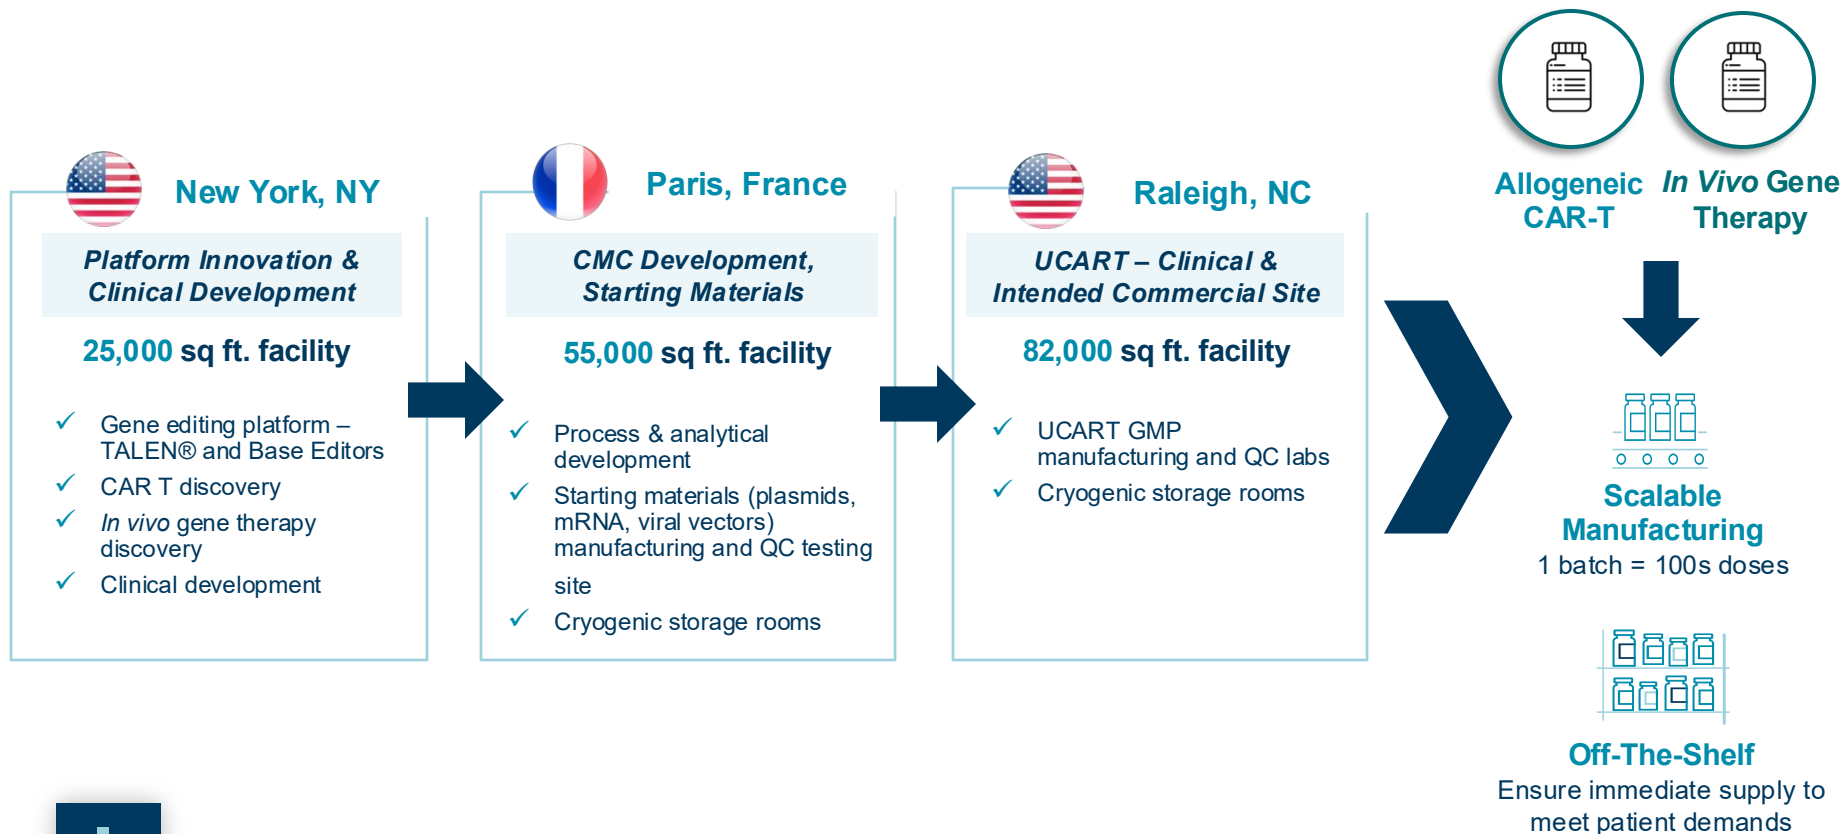 New York, NY
Platform Innovation &
Clinical Development
25,000 sq ft. facility
✓ Gene editing platform –
TALEN® and Base Editors
✓ CAR T discovery
✓ In vivo gene therapy
discovery
✓ Clinical development
Paris, France
CMC Development,
Starting Materials
55,000 sq ft. facility
✓ Process & analytical
development
✓ Starting materials (plasmids,
mRNA, viral vectors)
manufacturing and QC testing
site
✓ Cryogenic storage rooms
Raleigh, NC
UCART – Clinical &
Intended Commercial Site
82,000 sq ft. facility
✓ UCART GMP
manufacturing and QC labs
✓ Cryogenic storage rooms
Allogeneic
CAR-T
In Vivo Gene
Therapy
Scalable
Manufacturing
1 batch = 100s doses
Off-The-Shelf
Ensure immediate supply to
meet patient demands